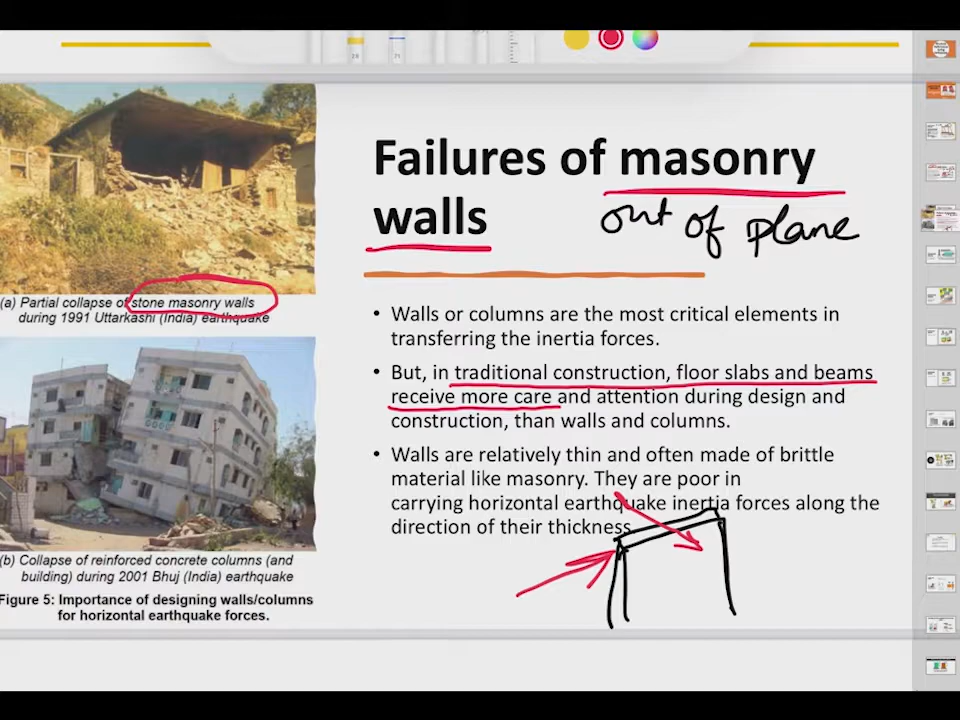 Failures of masonry
walls
out of plane
(a) Partial collapse of stone masonry walls
during 1991 Uttarkashi (India) earthquake
• Walls or columns are the most critical elements in
transferring the inertia forces.
• But, in traditional construction, floor slabs and beams
receive more care and attention during design and
construction, than walls and columns.
• Walls are relatively thin and often made of brittle
material like masonry. They are poor in
carrying horizontal earthquake inertia forces along the
direction of their thickness.
(b) Collapse of reinforced concrete columns (and
building) during 2001 Bhuj (India) earthquake
Figure 5: Importance of designing walls/columns
for horizontal earthquake forces.